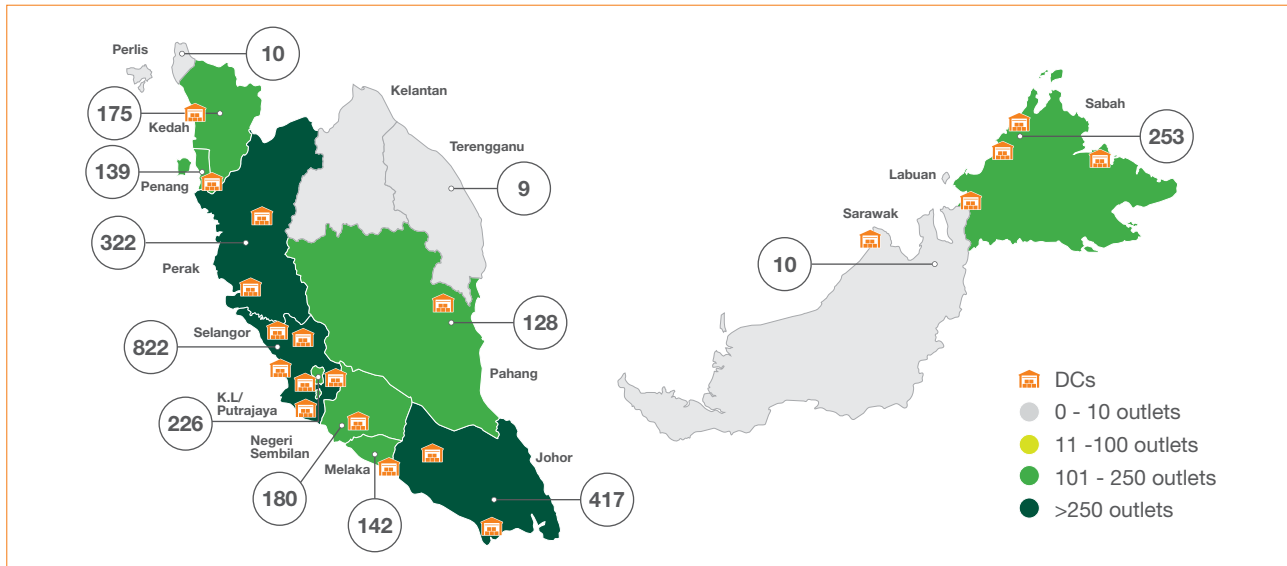 Perlis
10
Kelantan
175
Kedah
Terengganu
139
Penang
9
322
Perak
Selangor
822
128
Pahang
K.L/
Putrajaya
226
Negeri
Sembilan
Melaka
Johor
180
142
417
Sabah
253
Labuan
Sarawak
10
DCs
0 - 10 outlets
11 -100 outlets
101 - 250 outlets
>250 outlets